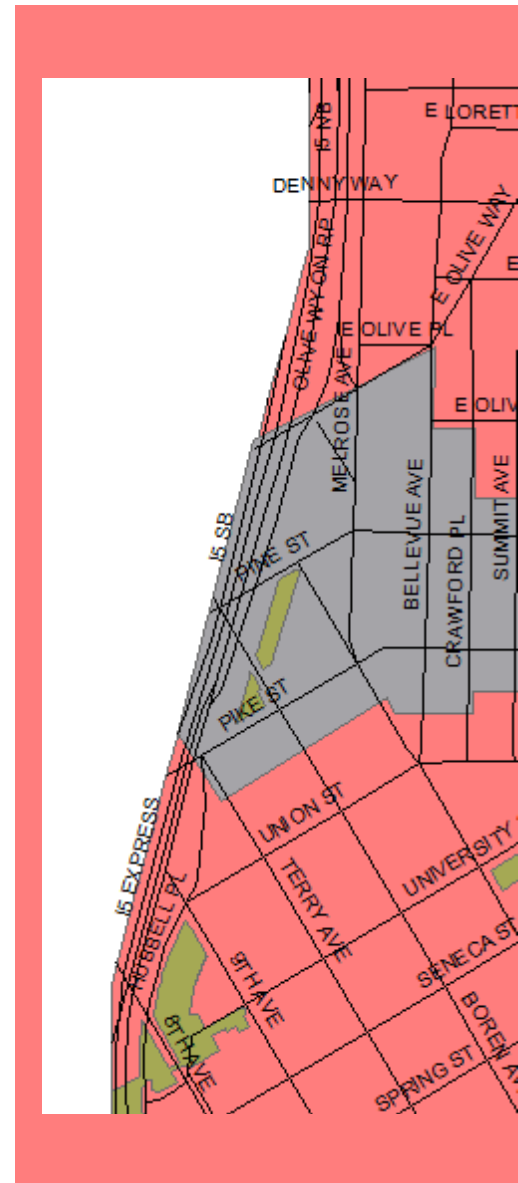 E LORETT
I5 NB
DENNY WAY
E OLIVE WAY
OLIVE WY ON RP
E
E OLIVE PL
MELROSE AVE
E OLIV
I5 SB
PINE ST
BELLEVUE AVE
CRAWFORD PL
SUMMIT AVE
PIKE ST
UNION ST
I5 EXPRESS
HUBBELL PL
TERRY AVE
UNIVERSITY
9TH AVE
SENECA ST
8TH AVE
BOREN AV
SPRING ST